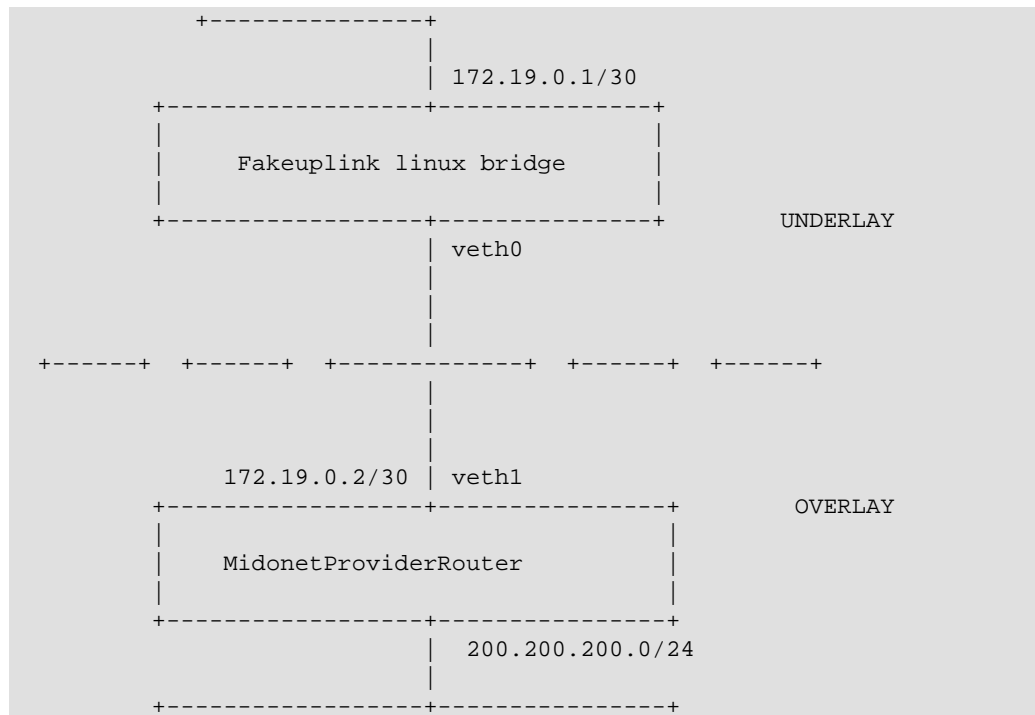 172.19.0.1/30
Fakeuplink linux bridge
UNDERLAY
veth0
172.19.0.2/30 veth1
OVERLAY
MidonetProviderRouter
200.200.200.0/24